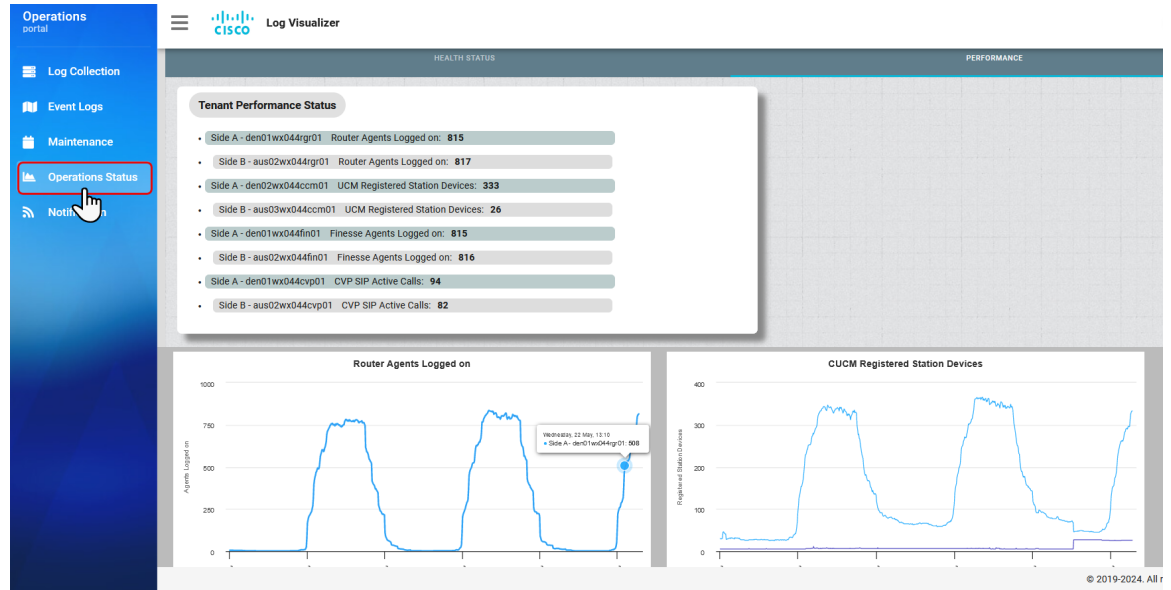 Operations
portal
Log Collection
Event Logs
Maintenance
Operations Status
CISCO
Log Visualizer
HEALTH STATUS
PERFORMANCE
Tenant Performance Status
Side A - den01wx044rgr01 Router Agents Logged on: 815
Side B - aus02wx044rgr01 Router Agents Logged on: 817
Side A - den02wx044ccm01 UCM Registered Station Devices: 333
Side B - aus03wx044ccm01 UCM Registered Station Devices: 26
Side A - den01wx044fin01 Finesse Agents Logged on: 815
Side B - aus02wx044fin01 Finesse Agents Logged on: 816
Side A - den01wx044cvp01 CVP SIP Active Calls: 94
Side B - aus02wx044cvp01 CVP SIP Active Calls: 82
Router Agents Logged on
1000
750
500
250
0
Agents Logged on
Wednesday, 22 May, 13:10
Side A - den01wx044rgr01: 508
CUCM Registered Station Devices
400
300
200
100
0
Registered Station Devices
© 2019-2024. All r